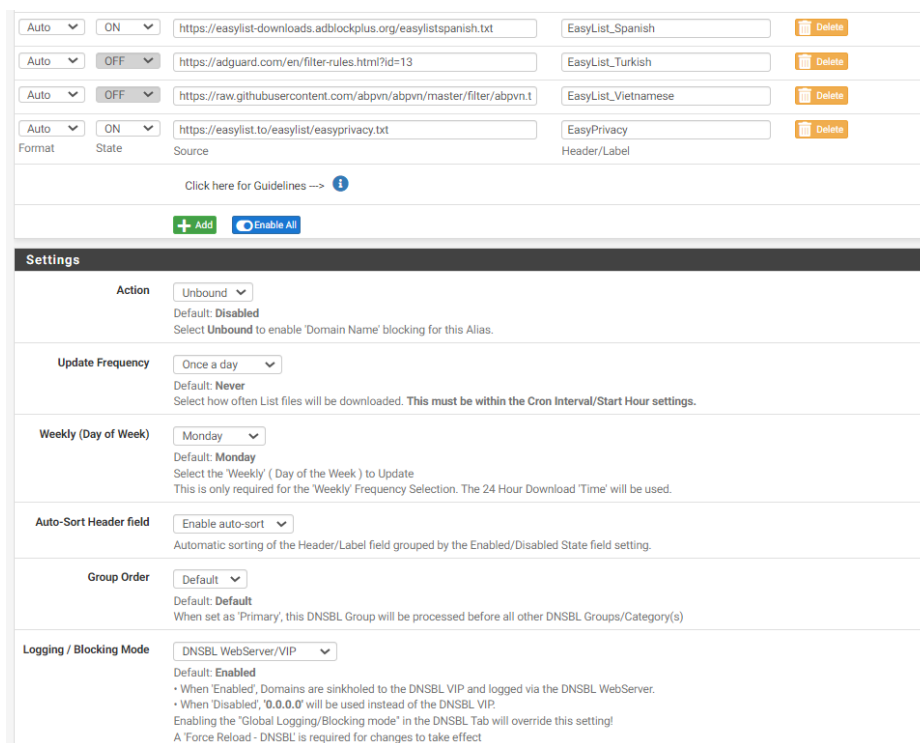 Auto ON https://easylist-downloads.adblockplus.org/easylistspanish.txt EasyList_Spanish Delete
Auto OFF https://adguard.com/en/filter-rules.html?id=13 EasyList_Turkish Delete
Auto OFF https://raw.githubusercontent.com/abpvn/abpvn/master/filter/abpvn.t EasyList_Vietnamese Delete
Auto ON https://easylist.to/easylist/easyprivacy.txt EasyPrivacy Delete
Format State Source Header/Label
Click here for Guidelines --->
Add Enable All
Settings
Action Unbound
Default: Disabled
Select Unbound to enable 'Domain Name' blocking for this Alias.
Update Frequency Once a day
Default: Never
Select how often List files will be downloaded. This must be within the Cron Interval/Start Hour settings.
Weekly (Day of Week) Monday
Default: Monday
Select the 'Weekly' ( Day of the Week ) to Update
This is only required for the 'Weekly' Frequency Selection. The 24 Hour Download 'Time' will be used.
Auto-Sort Header field Enable auto-sort
Automatic sorting of the Header/Label field grouped by the Enabled/Disabled State field setting.
Group Order Default
Default: Default
When set as 'Primary', this DNSBL Group will be processed before all other DNSBL Groups/Category(s)
Logging / Blocking Mode DNSBL WebServer/VIP
Default: Enabled
• When 'Enabled', Domains are sinkholed to the DNSBL VIP and logged via the DNSBL WebServer.
• When 'Disabled', '0.0.0.0' will be used instead of the DNSBL VIP.
Enabling the "Global Logging/Blocking mode" in the DNSBL Tab will override this setting!
A 'Force Reload - DNSBL' is required for changes to take effect